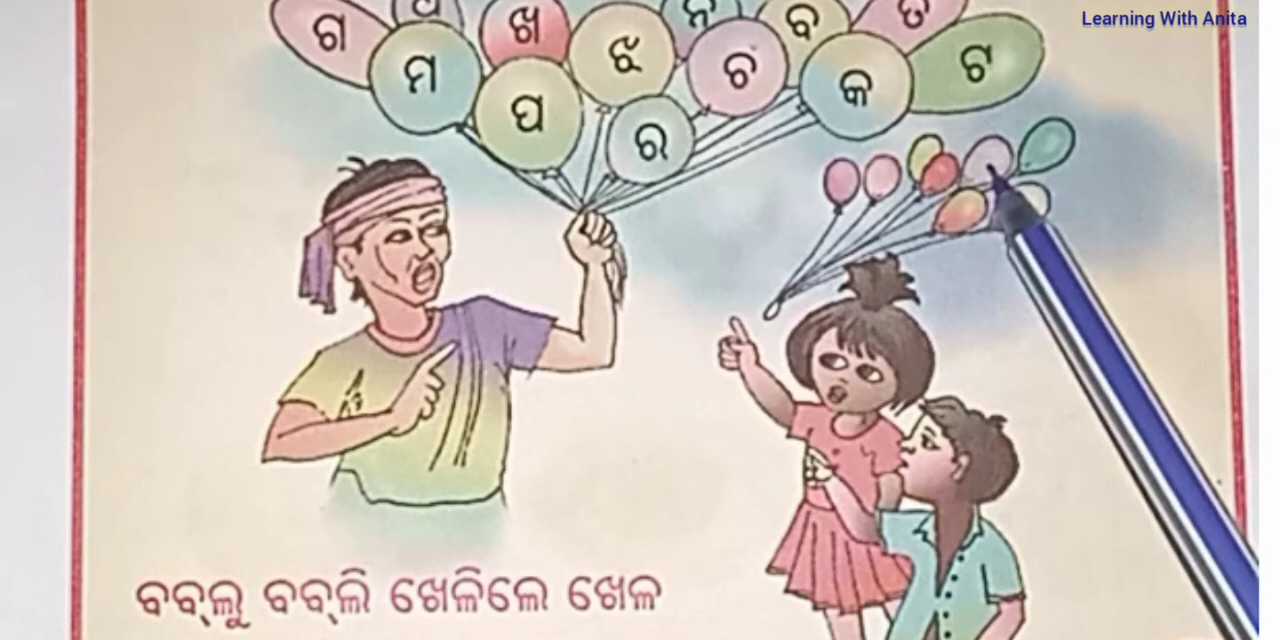 Learning With Anita
ଖ ନ ବ ଡ
ଗ ମ ଝ ଚ କ ଟ
ପ ର
ବବ୍‌ଲୁ ବବ୍‌ଲି ଖେଳିଲେ ଖେଳ